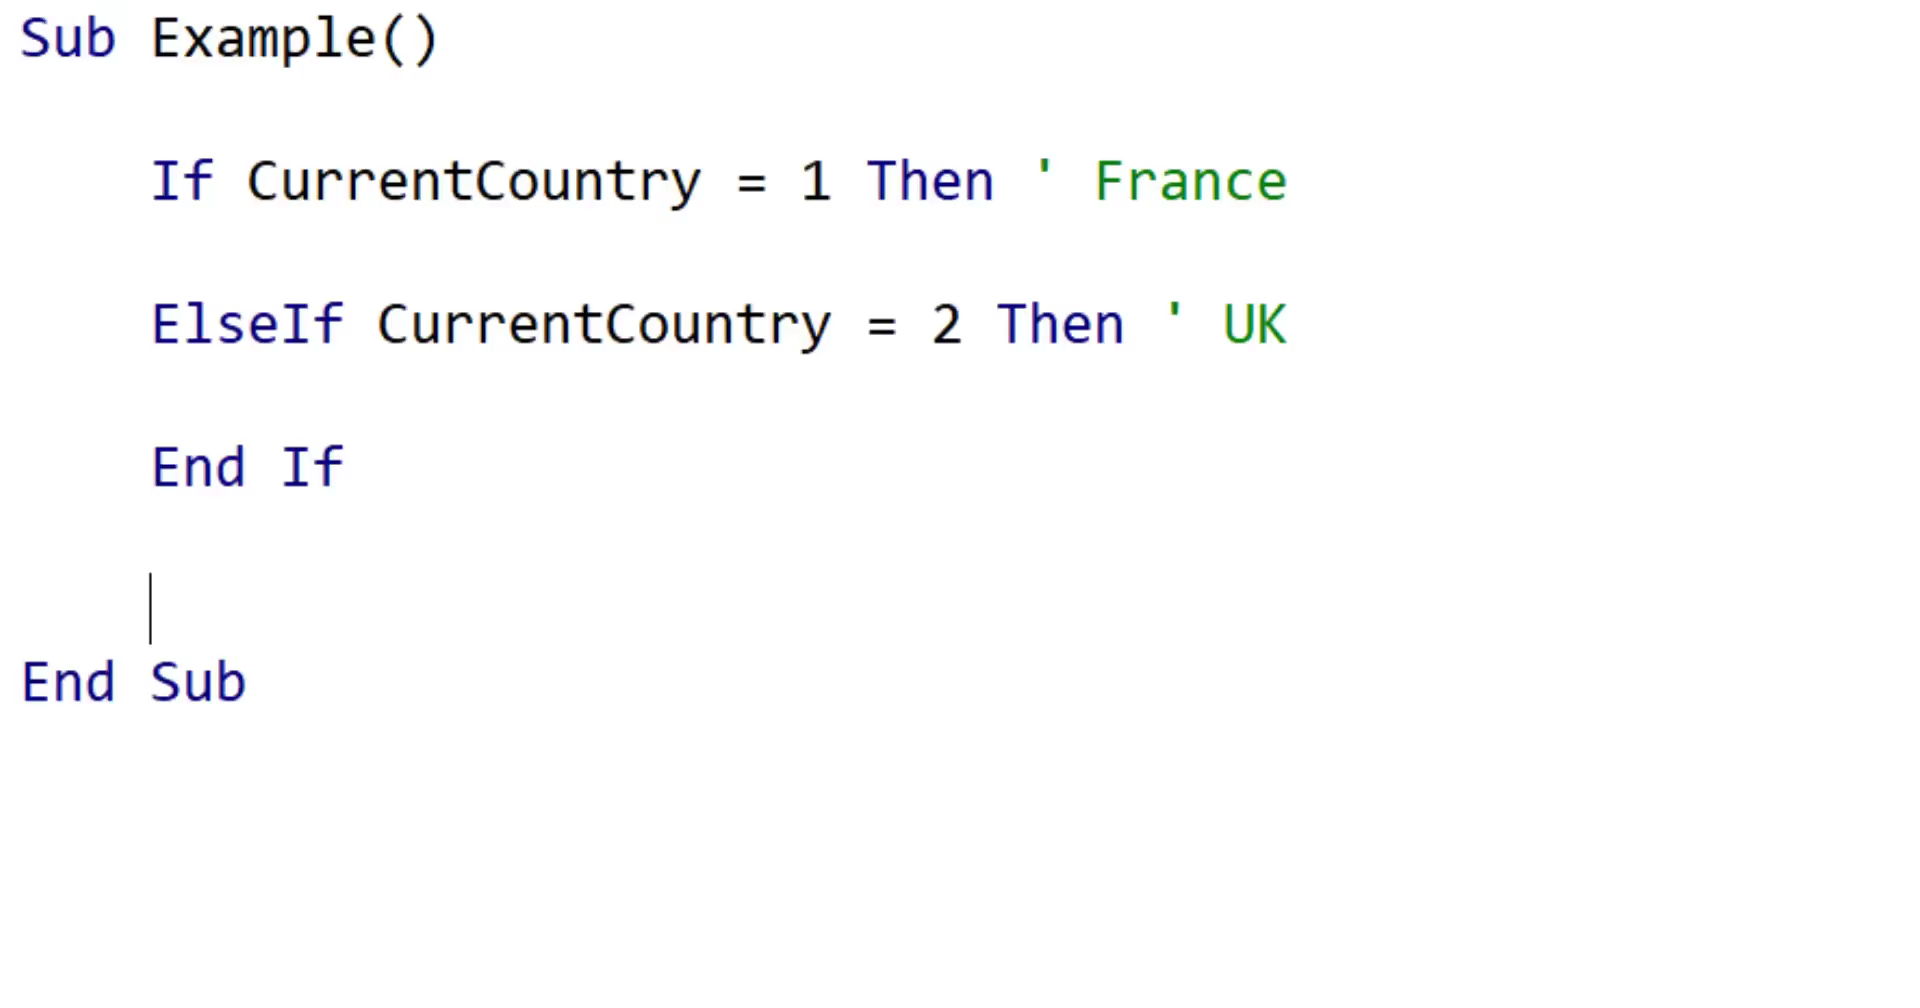 Sub Example()
If CurrentCountry = 1 Then ' France
ElseIf CurrentCountry = 2 Then ' UK
End If
End Sub